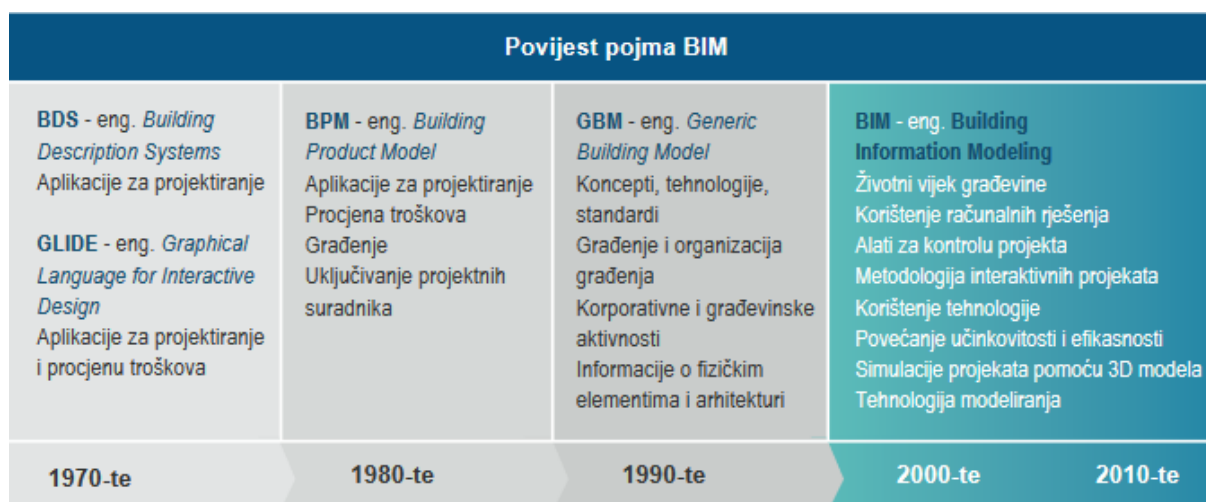 Povijest pojma BIM
BDS - eng. Building
Description Systems
Aplikacije za projektiranje
GLIDE - eng. Graphical
Language for Interactive
Design
Aplikacije za projektiranje
i procjenu troškova
BPM - eng. Building
Product Model
Aplikacije za projektiranje
Procjena troškova
Građenje
Uključivanje projektnih
suradnika
GBM - eng. Generic
Building Model
Koncepti, tehnologije,
standardi
Građenje i organizacija
građenja
Korporativne i građevinske
aktivnosti
Informacije o fizičkim
elementima i arhitekturi
BIM - eng. Building
Information Modeling
Životni vijek građevine
Korištenje računalnih rješenja
Alati za kontrolu projekta
Metodologija interaktivnih projekata
Korištenje tehnologije
Povećanje učinkovitosti i efikasnosti
Simulacije projekata pomoću 3D modela
Tehnologija modeliranja
1970-te
1980-te
1990-te
2000-te
2010-te